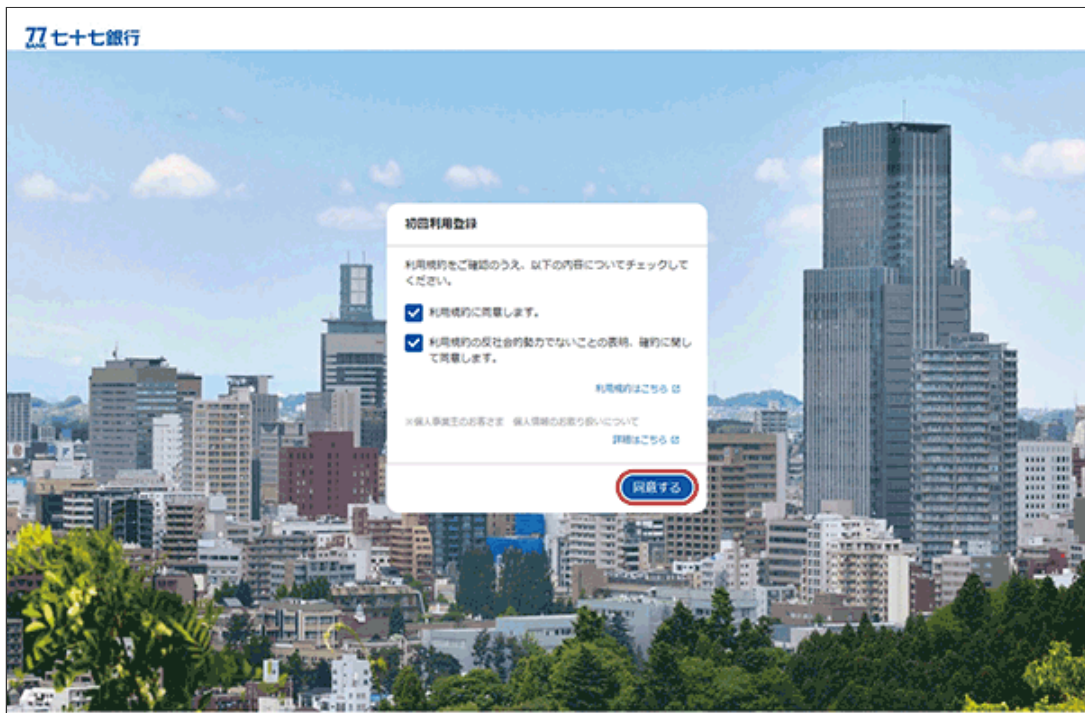 77 BANK 七十七銀行
初回利用登録
利用規約をご確認のうえ、以下の内容についてチェックして
ください。
利用規約に同意します。
利用規約の反社会的勢力でないことの表明、確約に関し
て同意します。
利用規約はこちら
※個人事業主のお客さま 個人情報のお取り扱いについて
詳細はこちら
同意する